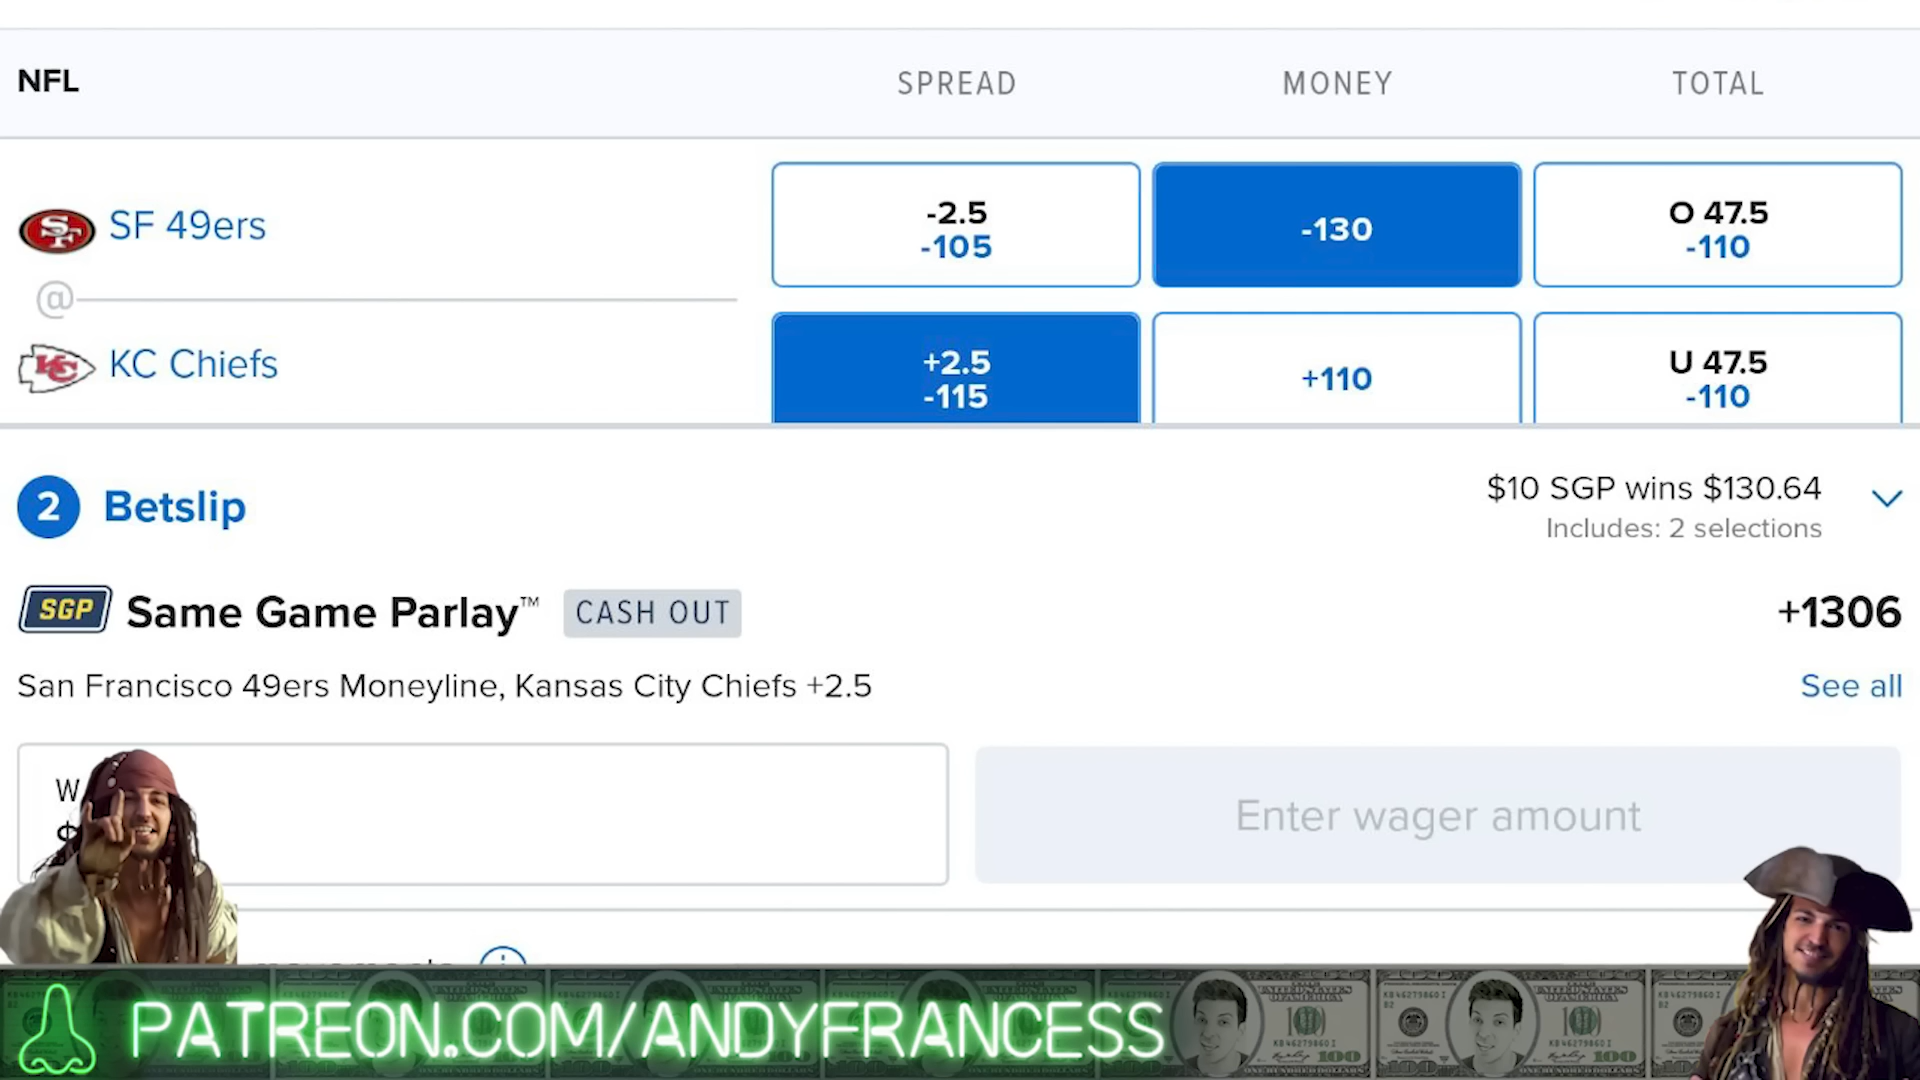 NFL SPREAD MONEY TOTAL
SF 49ers
-2.5
-105
-130
O 47.5
-110
@
KC Chiefs
+2.5
-115
+110
U 47.5
-110
2 Betslip
$10 SGP wins $130.64
Includes: 2 selections
SGP Same Game Parlay™ CASH OUT +1306
San Francisco 49ers Moneyline, Kansas City Chiefs +2.5 See all
Enter wager amount
PATREON.COM/ANDYFRANCESS